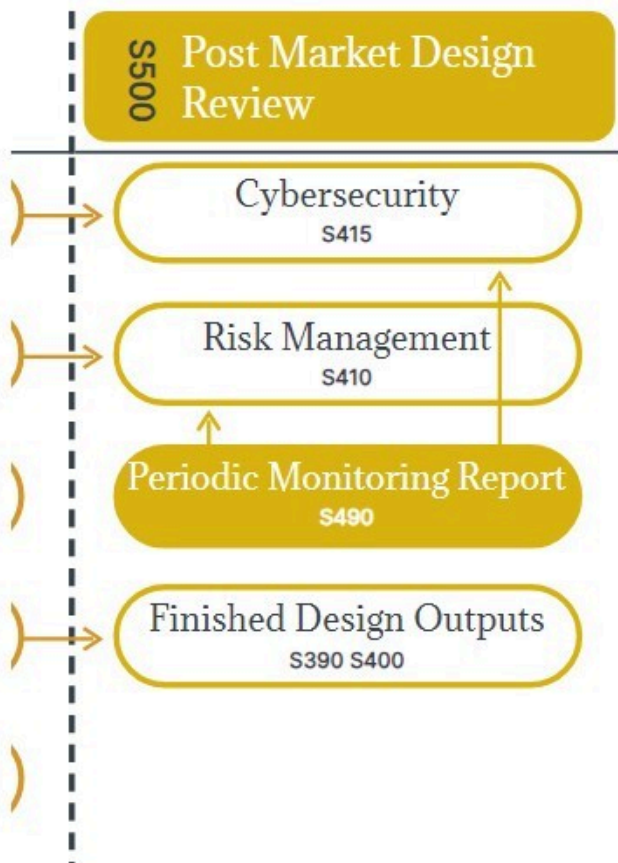 S500
Post Market Design
Review
Cybersecurity
S415
Risk Management
S410
Periodic Monitoring Report
S490
Finished Design Outputs
S390 S400